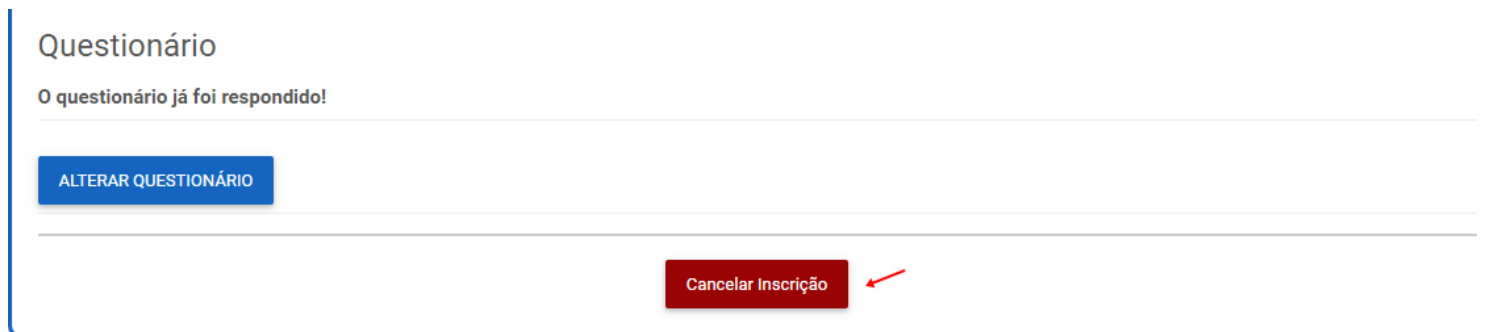 Questionário
O questionário já foi respondido!
ALTERAR QUESTIONÁRIO
Cancelar Inscrição